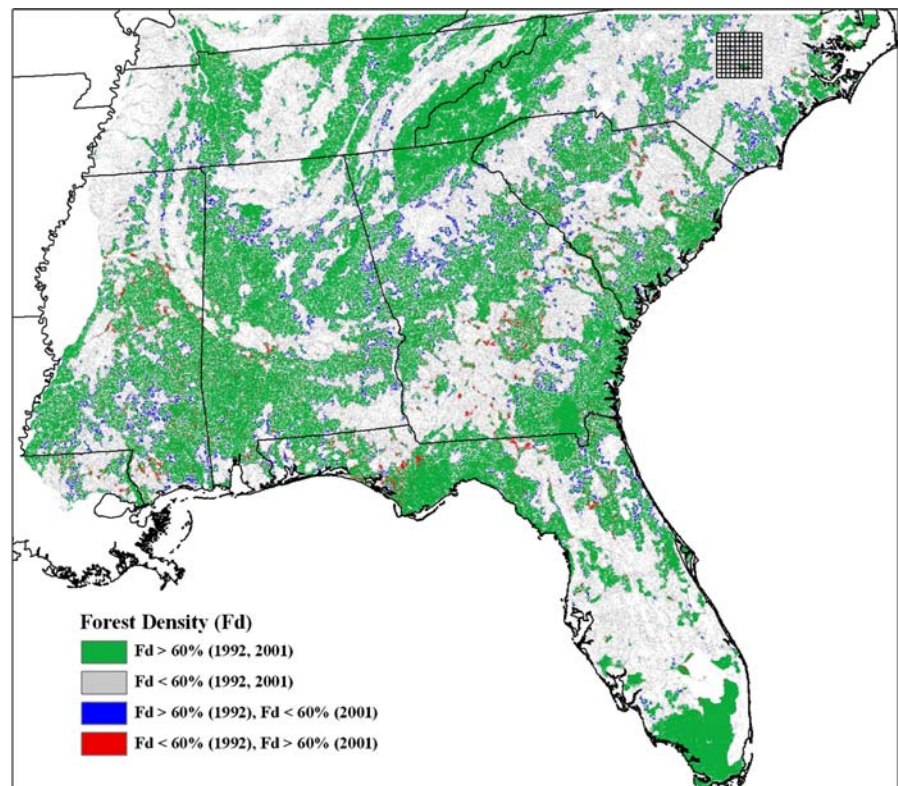 Forest Density (Fd)
Fd > 60% (1992, 2001)
Fd < 60% (1992, 2001)
Fd > 60% (1992), Fd < 60% (2001)
Fd < 60% (1992), Fd > 60% (2001)